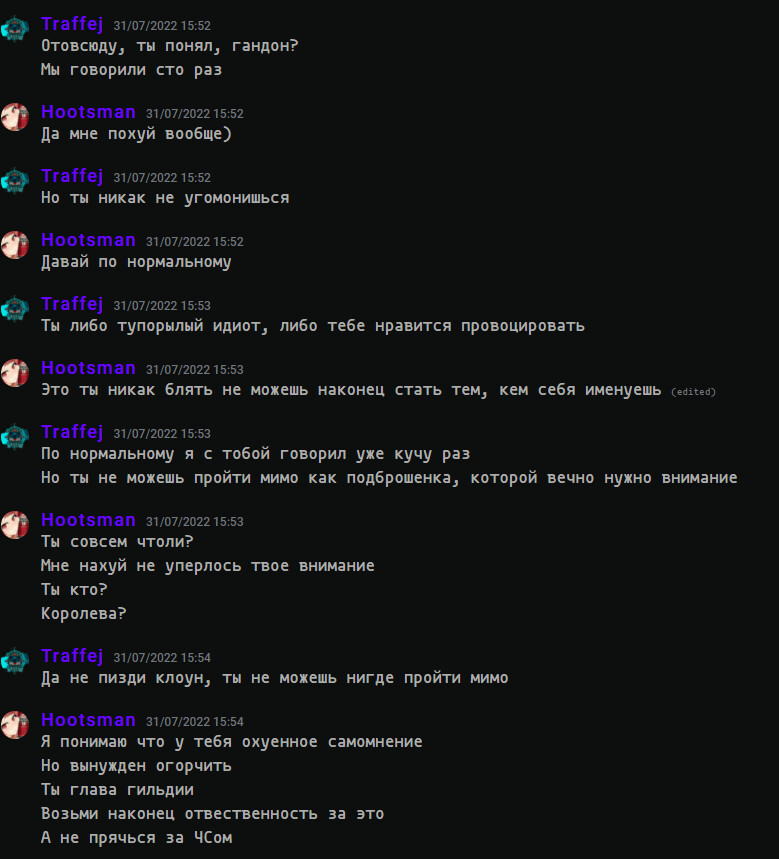 Traffej 31/07/2022 15:52
Отовсюду, ты понял, гандон?
Мы говорили сто раз
Hootsman 31/07/2022 15:52
Да мне похуй вообще)
Traffej 31/07/2022 15:52
Но ты никак не угомонишься
Hootsman 31/07/2022 15:52
Давай по нормальному
Traffej 31/07/2022 15:53
Ты либо тупорылый идиот, либо тебе нравится провоцировать
Hootsman 31/07/2022 15:53
Это ты никак блять не можешь наконец стать тем, кем себя именуешь (edited)
Traffej 31/07/2022 15:53
По нормальному я с тобой говорил уже кучу раз
Но ты не можешь пройти мимо как подброшенка, которой вечно нужно внимание
Hootsman 31/07/2022 15:53
Ты совсем чтоли?
Мне нахуй не уперлось твое внимание
Ты кто?
Королева?
Traffej 31/07/2022 15:54
Да не пизди клоун, ты не можешь нигде пройти мимо
Hootsman 31/07/2022 15:54
Я понимаю что у тебя охуенное самомнение
Но вынужден огорчить
Ты глава гильдии
Возьми наконец отвественность за это
А не прячься за ЧСом